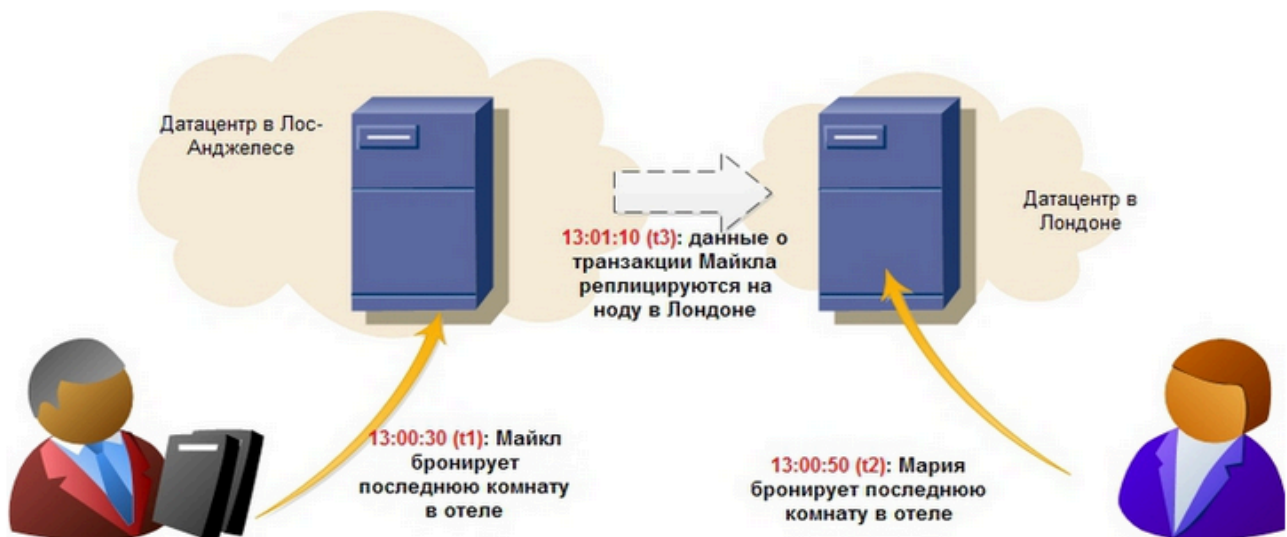 Датацентр в Лос-
Анджелесе
Датацентр в
Лондоне
13:01:10 (t3): данные о
транзакции Майкла
реплицируются на
ноду в Лондоне
13:00:30 (t1): Майкл
бронирует
последнюю комнату
в отеле
13:00:50 (t2): Мария
бронирует последнюю
комнату в отеле